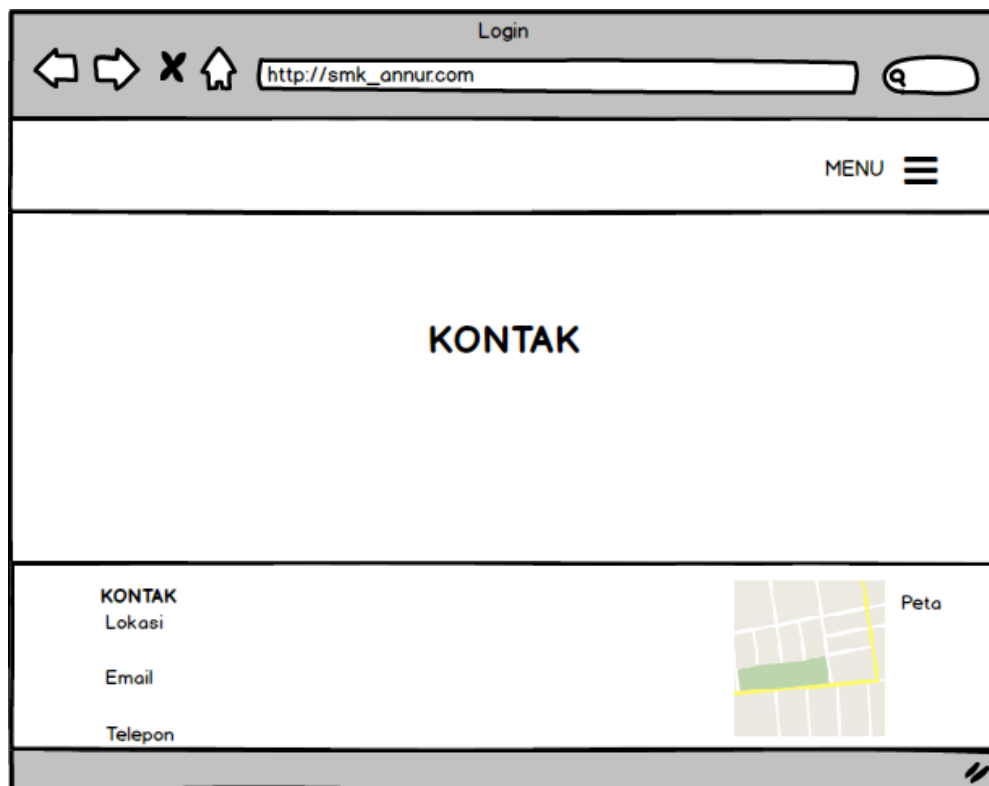 Login
http://smk_annur.com
MENU
KONTAK
KONTAK
Lokasi
Peta
Email
Telepon